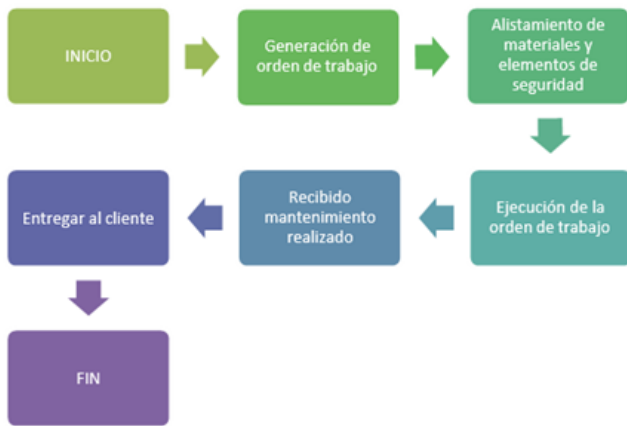 INICIO
Generación de
orden de trabajo
Alistamiento de
materiales y
elementos de
seguridad
Ejecución de la
orden de trabajo
Recibido
mantenimiento
realizado
Entregar al cliente
FIN